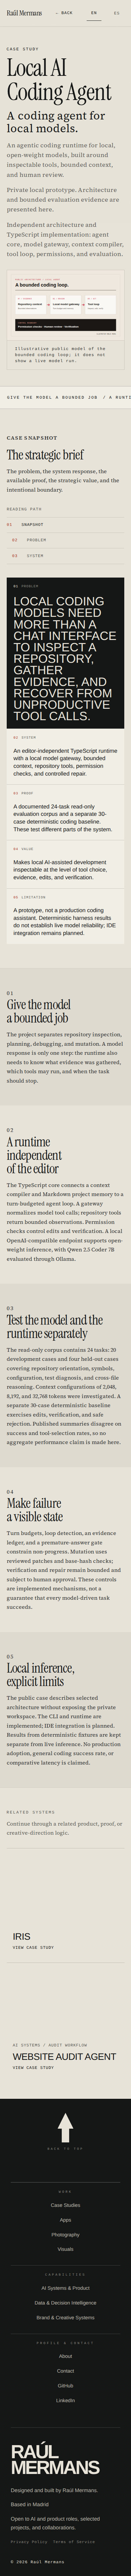 Raúl Mermans
← BACK
EN
ES
CASE STUDY
Local AI
Coding Agent
A coding agent for
local models.
An agentic coding runtime for local,
open-weight models, built around
inspectable tools, bounded context,
and human review.
Private local prototype. Architecture
and bounded evaluation evidence are
presented here.
Independent architecture and
TypeScript implementation: agent
loop, model gateway, context compiler,
tool loop, permissions, and evaluation.
A bounded coding loop.
Illustrative public model of the
bounded coding loop; it does not
show a live model run.
GIVE THE MODEL A BOUNDED JOB / A RUNTI
CASE SNAPSHOT
The strategic brief
The problem, the system response, the
available proof, the strategic value, and the
intentional boundary.
READING PATH
01 SNAPSHOT
02 PROBLEM
03 SYSTEM
01 PROBLEM
LOCAL CODING
MODELS NEED
MORE THAN A
CHAT INTERFACE
TO INSPECT A
REPOSITORY,
GATHER
EVIDENCE, AND
RECOVER FROM
UNPRODUCTIVE
TOOL CALLS.
02 SYSTEM
An editor-independent TypeScript runtime
with a local model gateway, bounded
context, repository tools, permission
checks, and controlled repair.
03 PROOF
A documented 24-task read-only
evaluation corpus and a separate 30-
case deterministic coding baseline.
These test different parts of the system.
04 VALUE
Makes local AI-assisted development
inspectable at the level of tool choice,
evidence, edits, and verification.
05 LIMITATION
A prototype, not a production coding
assistant. Deterministic harness results
do not establish live model reliability; IDE
integration remains planned.
01
Give the model
a bounded job
The project separates repository inspection,
planning, debugging, and mutation. A model
response is only one step: the runtime also
needs to know what evidence was gathered,
which tools may run, and when the task
should stop.
02
A runtime
independent
of the editor
The TypeScript core connects a context
compiler and Markdown project memory to a
turn-budgeted agent loop. A gateway
normalizes model tool calls; repository tools
return bounded observations. Permission
checks control edits and verification. A local
OpenAI-compatible endpoint supports open-
weight inference, with Qwen 2.5 Coder 7B
evaluated through Ollama.
03
Test the model and the
runtime separately
The read-only corpus contains 24 tasks: 20
development cases and four held-out cases
covering repository orientation, symbols,
configuration, test diagnosis, and cross-file
reasoning. Context configurations of 2,048,
8,192, and 32,768 tokens were investigated. A
separate 30-case deterministic baseline
exercises edits, verification, and safe
repair. Published summaries disagree on
success and tool-selection rates, so no
aggregate performance claim is made here.
04
Make failure
a visible state
Turn budgets, loop detection, an evidence
ledger, and a premature-answer gate
constrain non-progress. Mutation uses
reviewed patches and base-hash checks;
verification and repair remain bounded and
subject to human approval. These controls
are implemented mechanisms, not a
guarantee that every model-driven task
succeeds.
05
Local inference,
explicit limits
The public case describes selected
architecture without exposing the private
workspace. The CLI and runtime are
implemented; IDE integration is planned.
Results from deterministic fixtures are kept
separate from live inference. No production
adoption, general coding success rate, or
comparative latency is claimed.
RELATED SYSTEMS
Continue through a related product, proof, or
creative-direction logic.
IRIS
VIEW CASE STUDY
AI SYSTEMS / AUDIT WORKFLOW
WEBSITE AUDIT AGENT
VIEW CASE STUDY
BACK TO TOP
WORK
Case Studies
Apps
Photography
Visuals
CAPABILITIES
AI Systems & Product
Data & Decision Intelligence
Brand & Creative Systems
PROFILE & CONTACT
About
Contact
GitHub
LinkedIn
RAÚL
MERMANS
Designed and built by Raúl Mermans.
Based in Madrid
Open to AI and product roles, selected
projects, and collaborations.
Privacy Policy Terms of Service
© 2026 Raúl Mermans